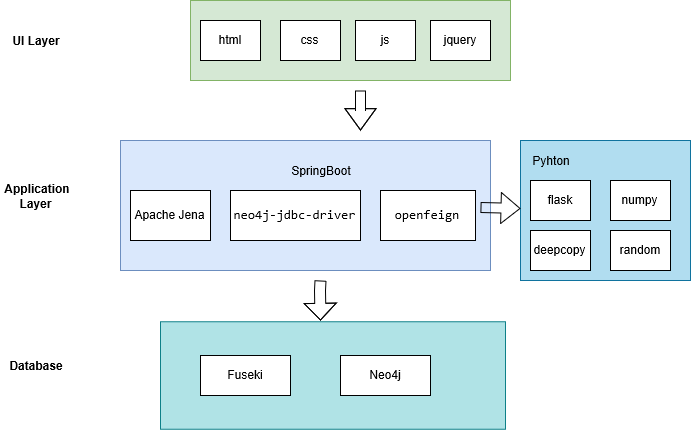 UI Layer
html
css
js
jquery
Application
Layer
SpringBoot
Apache Jena
neo4j-jdbc-driver
openfeign
Pyhton
flask
numpy
deepcopy
random
Database
Fuseki
Neo4j